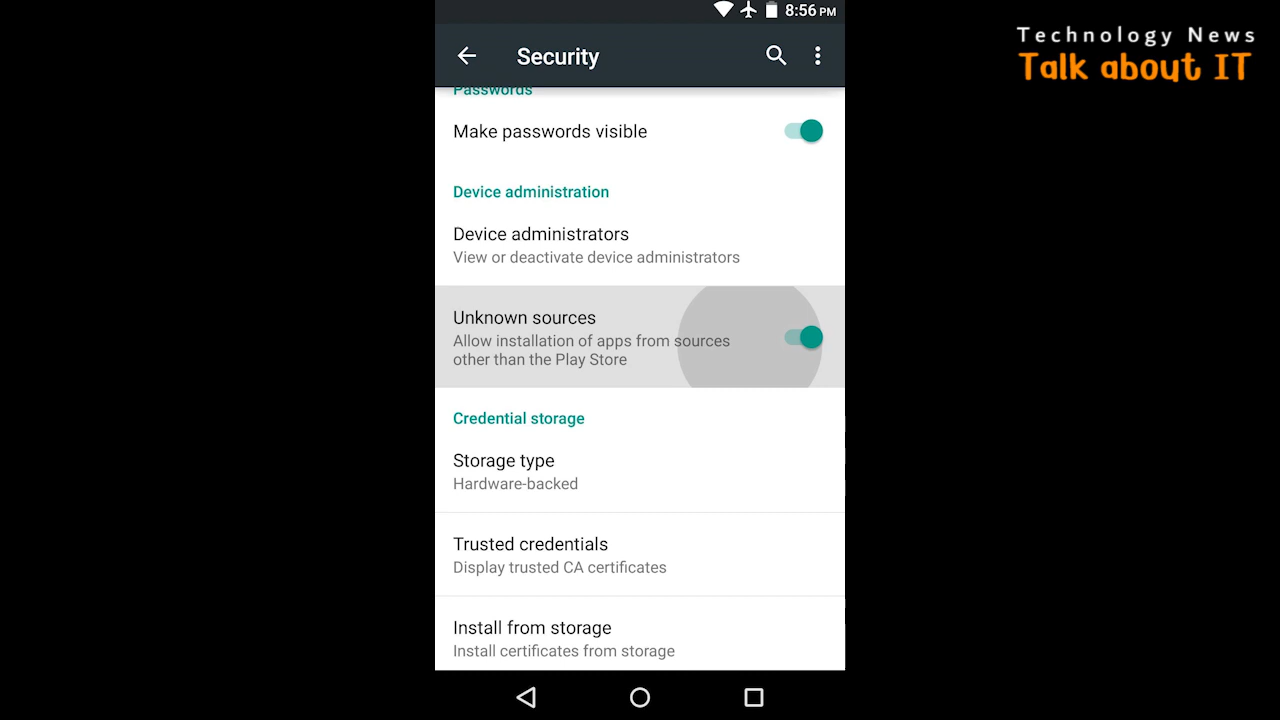 8:56 PM
Technology News
Talk about IT
Security
Passwords
Make passwords visible
Device administration
Device administrators
View or deactivate device administrators
Unknown sources
Allow installation of apps from sources
other than the Play Store
Credential storage
Storage type
Hardware-backed
Trusted credentials
Display trusted CA certificates
Install from storage
Install certificates from storage